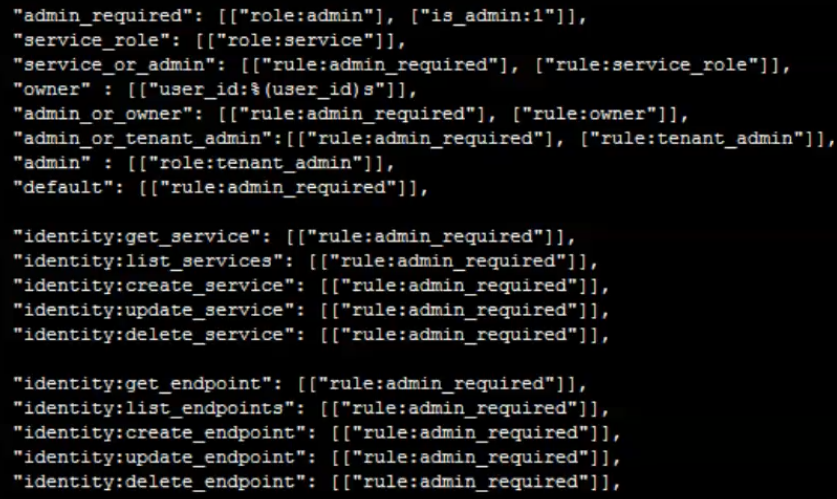 "admin_required": [["role:admin"], ["is_admin:1"]],
"service_role": [["role:service"]],
"service_or_admin": [["rule:admin_required"], ["rule:service_role"]],
"owner" : [["user_id:%(user_id)s"]],
"admin_or_owner": [["rule:admin_required"], ["rule:owner"]],
"admin_or_tenant_admin":[["rule:admin_required"], ["rule:tenant_admin"]],
"admin" : [["role:tenant_admin"]],
"default": [["rule:admin_required"]],
"identity:get_service": [["rule:admin_required"]],
"identity:list_services": [["rule:admin_required"]],
"identity:create_service": [["rule:admin_required"]],
"identity:update_service": [["rule:admin_required"]],
"identity:delete_service": [["rule:admin_required"]],
"identity:get_endpoint": [["rule:admin_required"]],
"identity:list_endpoints": [["rule:admin_required"]],
"identity:create_endpoint": [["rule:admin_required"]],
"identity:update_endpoint": [["rule:admin_required"]],
"identity:delete_endpoint": [["rule:admin_required"]],